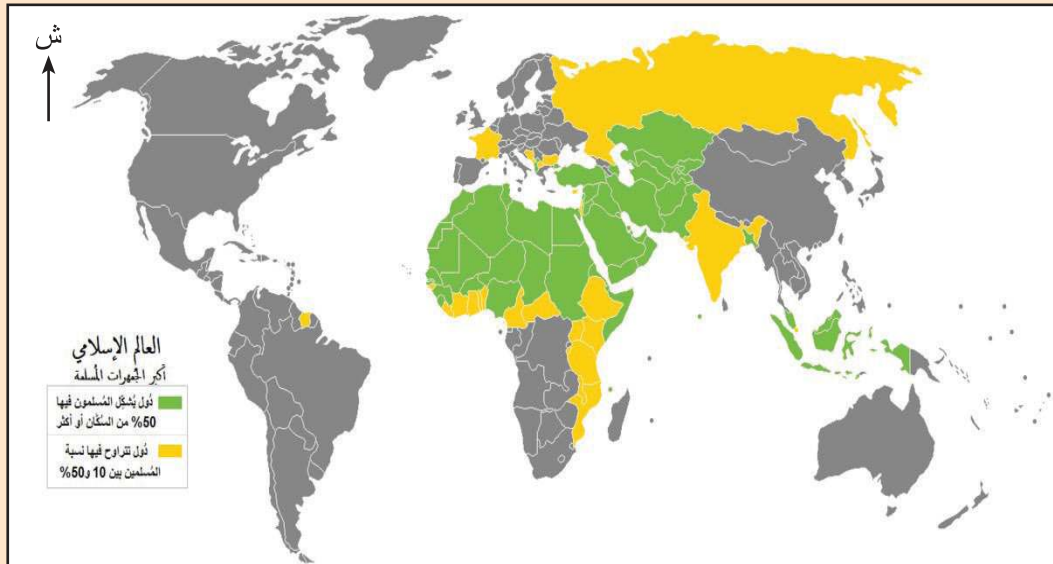 ش
العالم الإسلامي
أكبر الجمهرات المسلمة
دُول يُشكِّل المُسلمون فيها
50% من السكَّان أو أكثر
دُوَل تتراوح فيها نسبة
المُسلمين بين 10 و50%